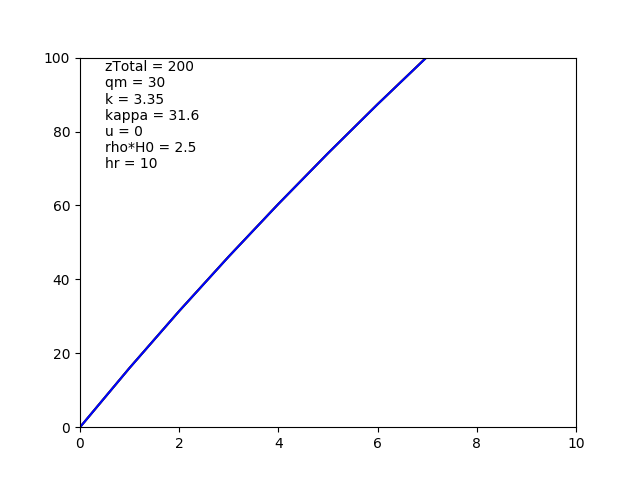 100
80
60
40
20
0
zTotal = 200
qm = 30
k = 3.35
kappa = 31.6
u = 0
rho*H0 = 2.5
hr = 10
0 2 4 6 8 10